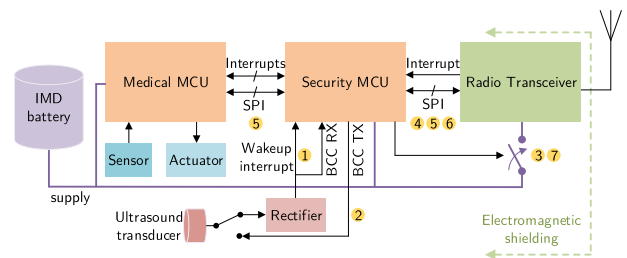 IMD
battery
Medical MCU
Interrupts
SPI
5
Security MCU
Interrupt
SPI
4 5 6
Radio Transceiver
Sensor
Actuator
Wakeup
interrupt
1
BCC RX
BCC TX
3 7
supply
Ultrasound
transducer
Rectifier
2
Electromagnetic
shielding